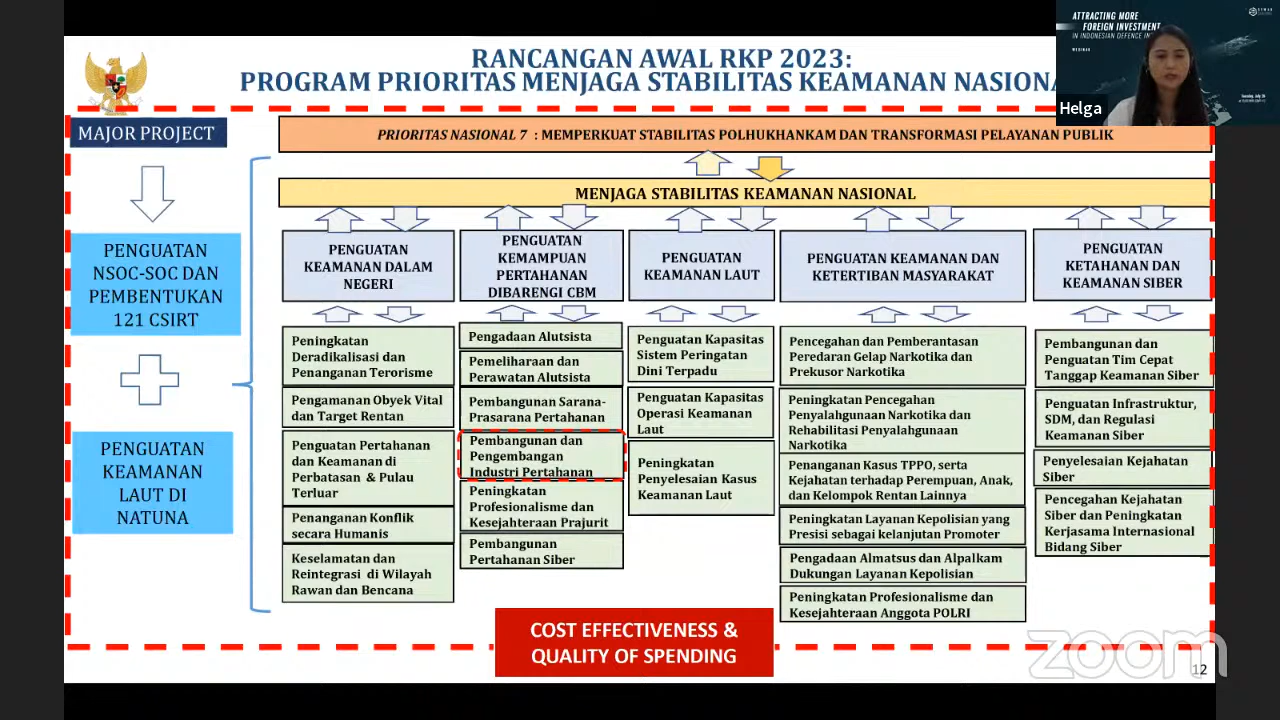 RANCANGAN AWAL RKP 2023:
PROGRAM PRIORITAS MENJAGA STABILITAS KEAMANAN NASIONA
ATTRACTING MORE
FOREIGN INVESTMENT
IN INDONESIAN DEFENCE
WEBINAR
Helga
MAJOR PROJECT
PENGUATAN
NSOC-SOC DAN
PEMBENTUKAN
121 CSIRT
PENGUATAN
KEAMANAN
LAUT DI
NATUNA
PRIORITAS NASIONAL 7 : MEMPERKUAT STABILITAS POLHUKHANKAM DAN TRANSFORMASI PELAYANAN PUBLIK
MENJAGA STABILITAS KEAMANAN NASIONAL
PENGUATAN
KEAMANAN DALAM
NEGERI
Peningkatan
Deradikalisasi dan
Penanganan Terorisme
Pengamanan Obyek Vital
dan Target Rentan
Penguatan Pertahanan
dan Keamanan di
Perbatasan & Pulau
Terluar
Penanganan Konflik
secara Humanis
Keselamatan dan
Reintegrasi di Wilayah
Rawan dan Bencana
PENGUATAN
KEMAMPUAN
PERTAHANAN
DIBARENGI CBM
Pengadaan Alutsista
Pemeliharaan dan
Perawatan Alutsista
Pembangunan Sarana-
Prasarana Pertahanan
Pembangunan dan
Pengembangan
Industri Pertahanan
Peningkatan
Profesionalisme dan
Kesejahteraan Prajurit
Pembangunan
Pertahanan Siber
PENGUATAN
KEAMANAN LAUT
Penguatan Kapasitas
Sistem Peringatan
Dini Terpadu
Penguatan Kapasitas
Operasi Keamanan
Laut
Peningkatan
Penyelesaian Kasus
Keamanan Laut
PENGUATAN KEAMANAN DAN
KETERTIBAN MASYARAKAT
Pencegahan dan Pemberantasan
Peredaran Gelap Narkotika dan
Prekusor Narkotika
Peningkatan Pencegahan
Penyalahgunaan Narkotika dan
Rehabilitasi Penyalahgunaan
Narkotika
Penanganan Kasus TPPO, serta
Kejahatan terhadap Perempuan, Anak,
dan Kelompok Rentan Lainnya
Peningkatan Layanan Kepolisian yang
Presisi sebagai kelanjutan Promoter
Pengadaan Almatsus dan Alpalkam
Dukungan Layanan Kepolisian
Peningkatan Profesionalisme dan
Kesejahteraan Anggota POLRI
PENGUATAN
KETAHANAN DAN
KEAMANAN SIBER
Pembangunan dan
Penguatan Tim Cepat
Tanggap Keamanan Siber
Penguatan Infrastruktur,
SDM, dan Regulasi
Keamanan Siber
Penyelesaian Kejahatan
Siber
Pencegahan Kejahatan
Siber dan Peningkatan
Kerjasama Internasional
Bidang Siber
COST EFFECTIVENESS &
QUALITY OF SPENDING
zoom
12